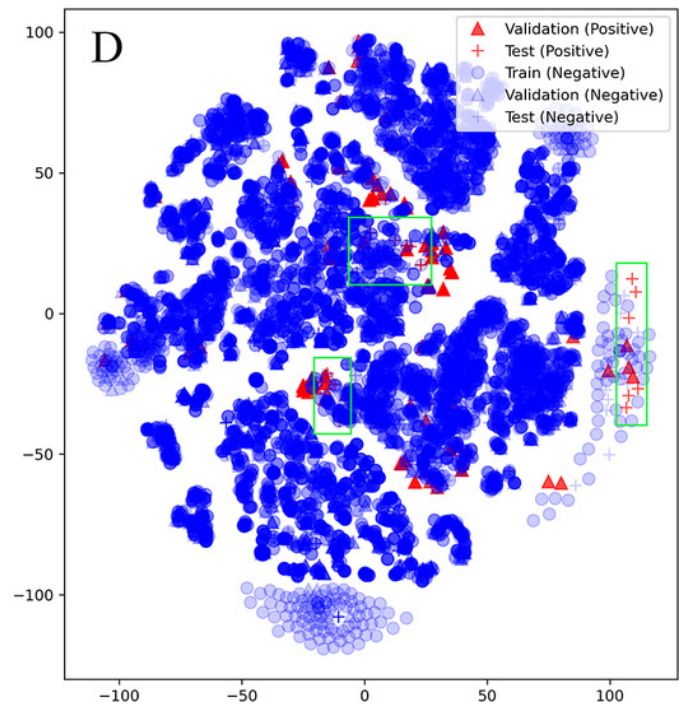 D
Validation (Positive)
Test (Positive)
Train (Negative)
Validation (Negative)
Test (Negative)
100
50
0
−50
−100
−100
−50
0
50
100